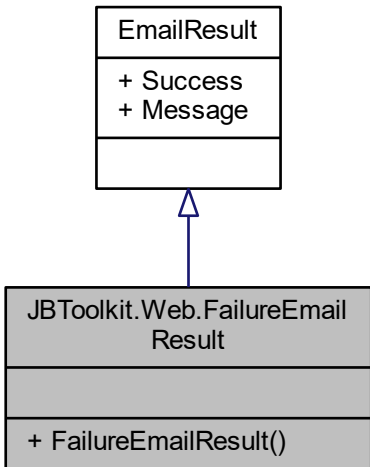 EmailResult
+ Success
+ Message
JBToolkit.Web.FailureEmail
Result
+ FailureEmailResult()